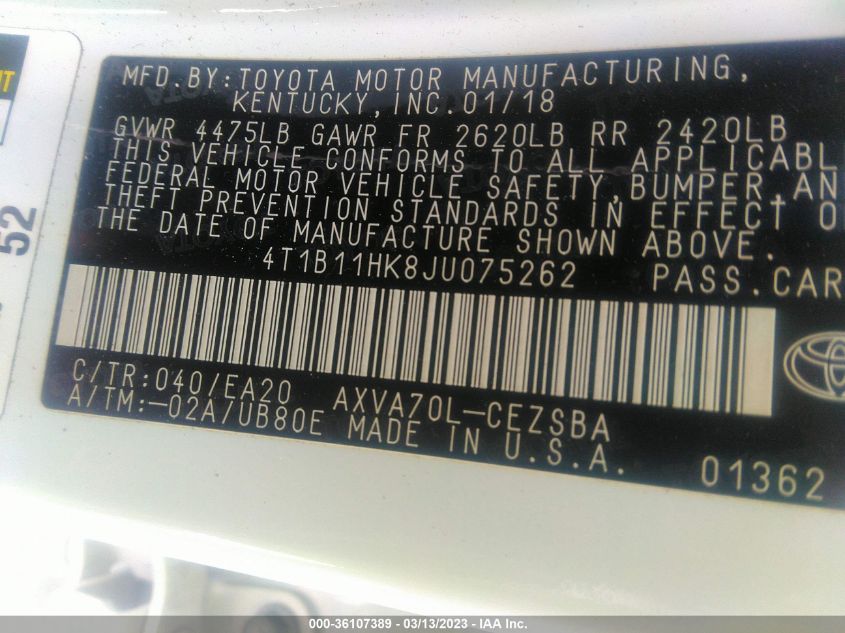 MFD.BY:TOYOTA MOTOR MANUFACTURING,
KENTUCKY,INC.01/18
GVWR 4475LB GAWR FR 2620LB RR 2420LB
THIS VEHICLE CONFORMS TO ALL APPLICABL
FEDERAL MOTOR VEHICLE SAFETY,BUMPER,AN
THEFT PREVENTION STANDARDS IN EFFECT O
THE DATE OF MANUFACTURE SHOWN ABOVE.
4T1B11HK8JU075262 PASS.CAR
C/TR:040/EA20 AXVA70L-CEZSBA
A/TM:-02A/UB80E MADE IN U.S.A.
01362
52
000-36107389 - 03/13/2023 - IAA Inc.